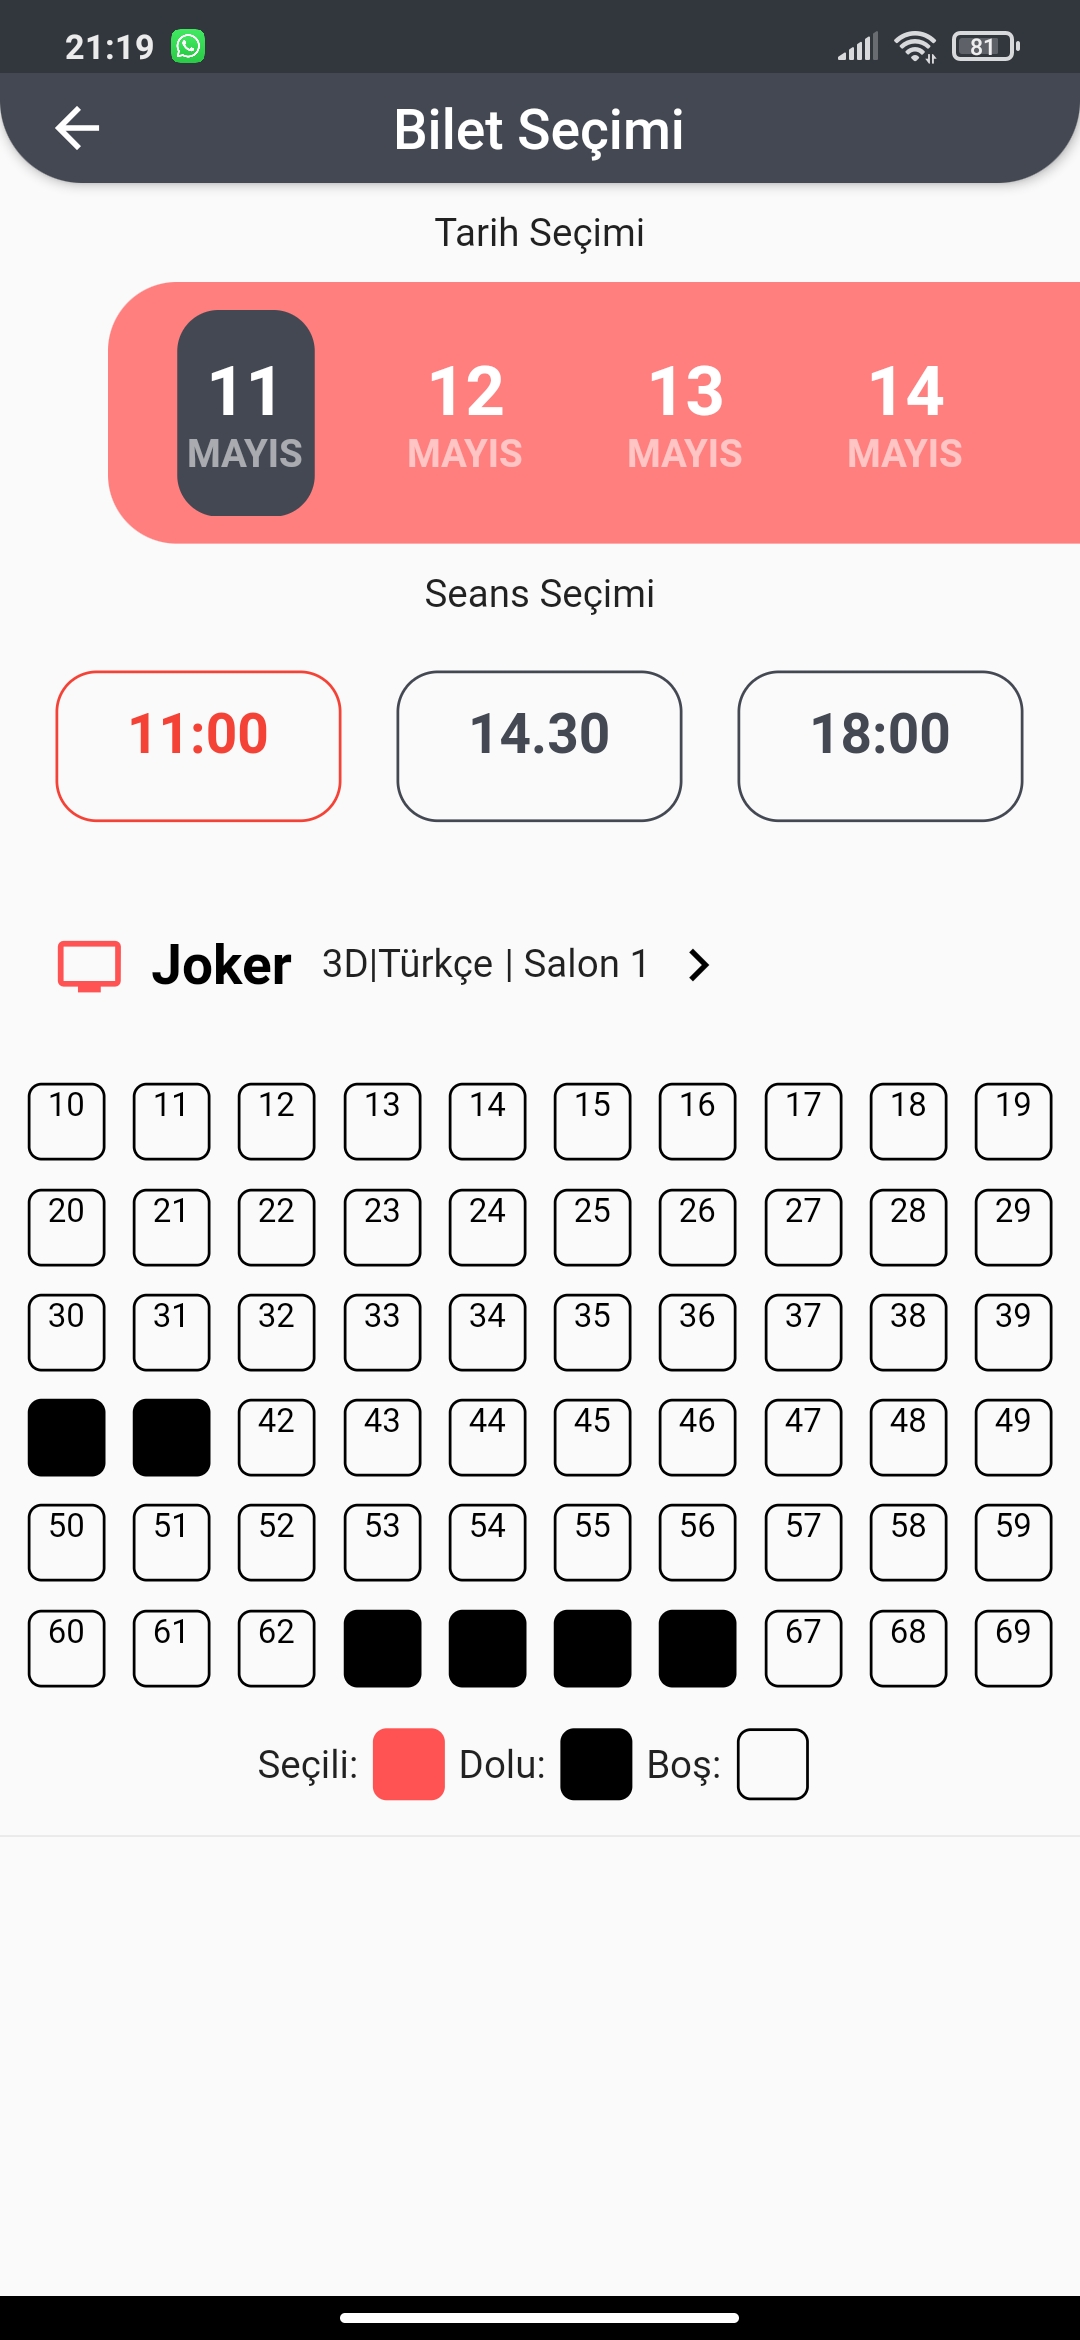 21:19
81
Bilet Seçimi
Tarih Seçimi
11 12 13 14
MAYIS MAYIS MAYIS MAYIS
Seans Seçimi
11:00 14.30 18:00
Joker 3D|Türkçe | Salon 1
10 11 12 13 14 15 16 17 18 19
20 21 22 23 24 25 26 27 28 29
30 31 32 33 34 35 36 37 38 39
42 43 44 45 46 47 48 49
50 51 52 53 54 55 56 57 58 59
60 61 62 67 68 69
Seçili: Dolu: Boş: